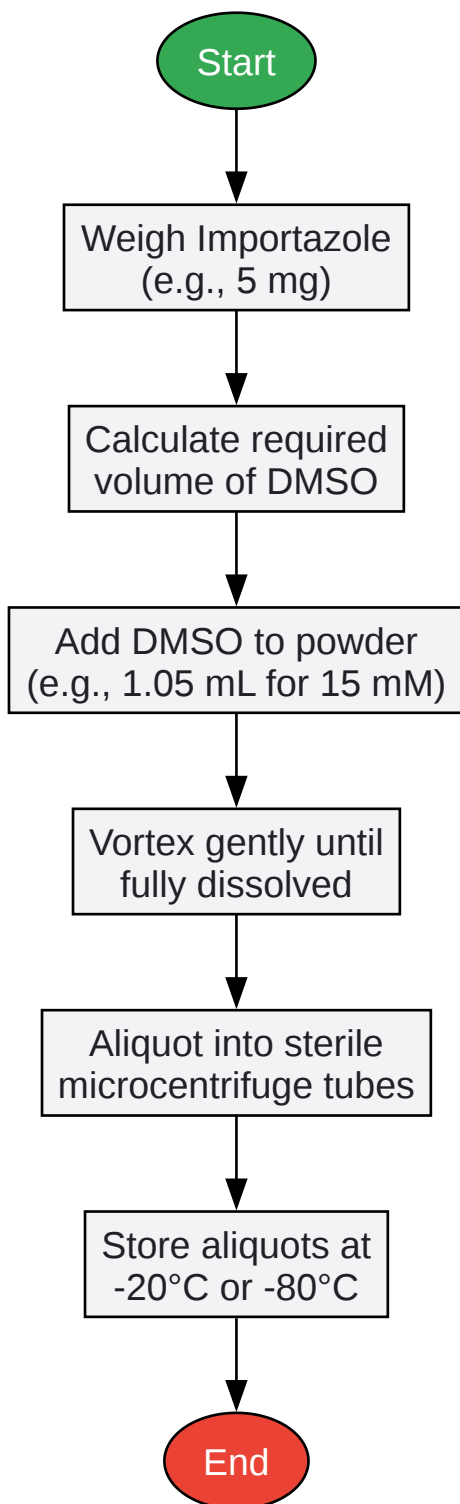 Start
Weigh Importazole
(e.g., 5 mg)
Calculate required
volume of DMSO
Add DMSO to powder
(e.g., 1.05 mL for 15 mM)
Vortex gently until
fully dissolved
Aliquot into sterile
microcentrifuge tubes
Store aliquots at
-20°C or -80°C
End